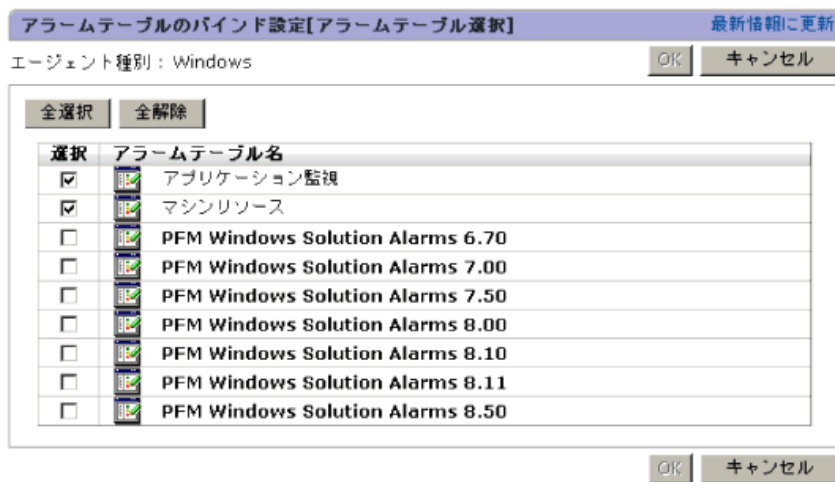 アラームテーブルのバインド設定[アラームテーブル選択] 最新情報に更新
エージェント種別 : Windows OK キャンセル
全選択 全解除
選択 アラームテーブル名
アプリケーション監視
マシンリソース
PFM Windows Solution Alarms 6.70
PFM Windows Solution Alarms 7.00
PFM Windows Solution Alarms 7.50
PFM Windows Solution Alarms 8.00
PFM Windows Solution Alarms 8.10
PFM Windows Solution Alarms 8.11
PFM Windows Solution Alarms 8.50
OK キャンセル